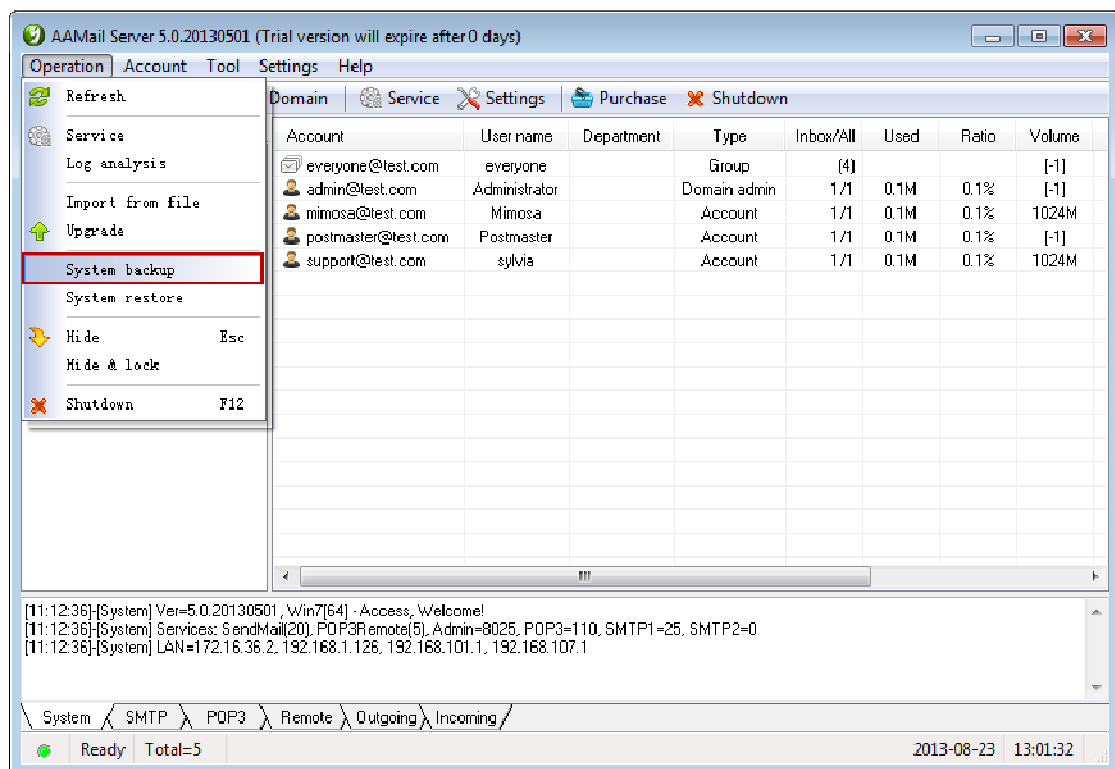 AAMail Server 5.0.20130501 (Trial version will expire after 0 days)
Operation Account Tool Settings Help
Domain Service Settings Purchase Shutdown
Refresh
Service
Log analysis
Import from file
Upgrade
System backup
System restore
Hide Esc
Hide & lock
Shutdown F12
Account User name Department Type Inbox/All Used Ratio Volume
everyone@test.com everyone Group [4] [-1]
admin@test.com Administrator Domain admin 1/1 0.1M 0.1% [-1]
mimosa@test.com Mimosa Account 1/1 0.1M 0.1% 1024M
postmaster@test.com Postmaster Account 1/1 0.1M 0.1% [-1]
support@test.com sylvia Account 1/1 0.1M 0.1% 1024M
[11:12:36]-[System] Ver=5.0.20130501, Win7[64] - Access, Welcome!
[11:12:36]-[System] Services: SendMail(20), POP3Remote(5), Admin=8025, POP3=110, SMTP1=25, SMTP2=0
[11:12:36]-[System] LAN=172.16.36.2, 192.168.1.126, 192.168.101.1, 192.168.107.1
System SMTP POP3 Remote Outgoing Incoming
Ready Total=5 2013-08-23 13:01:32